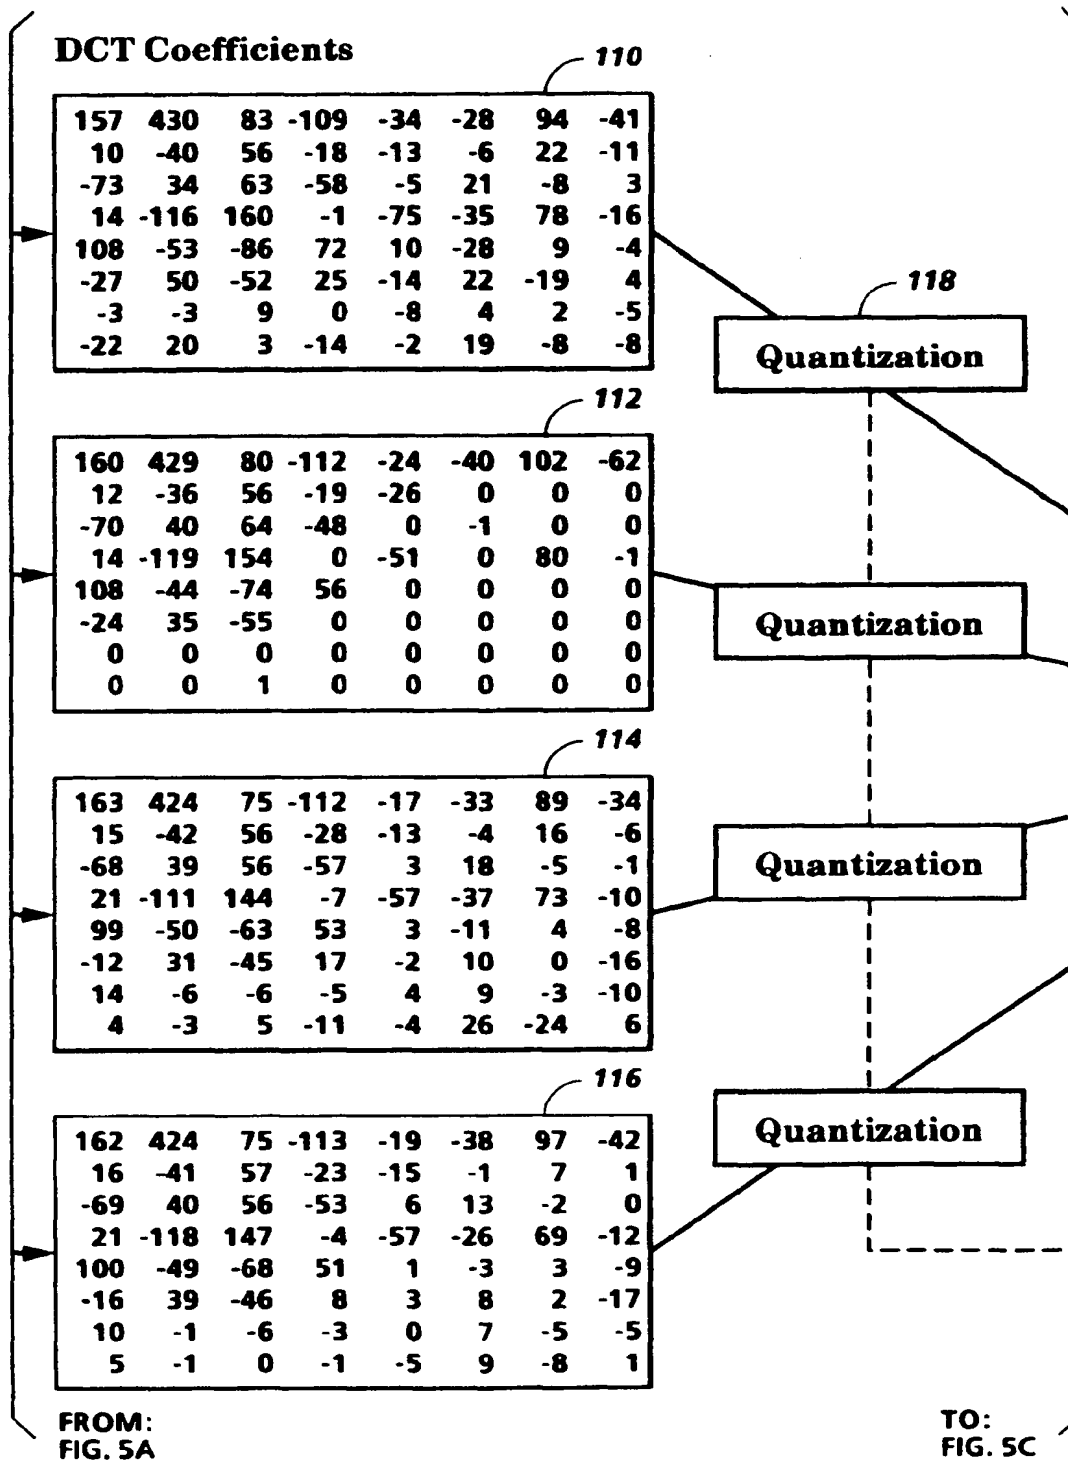 DCT Coefficients
110
157 430 83 -109 -34 -28 94 -41
10 -40 56 -18 -13 -6 22 -11
-73 34 63 -58 -5 21 -8 3
14 -116 160 -1 -75 -35 78 -16
108 -53 -86 72 10 -28 9 -4
-27 50 -52 25 -14 22 -19 4
-3 -3 9 0 -8 4 2 -5
-22 20 3 -14 -2 19 -8 -8
118
Quantization
112
160 429 80 -112 -24 -40 102 -62
12 -36 56 -19 -26 0 0 0
-70 40 64 -48 0 -1 0 0
14 -119 154 0 -51 0 80 -1
108 -44 -74 56 0 0 0 0
-24 35 -55 0 0 0 0 0
0 0 0 0 0 0 0 0
0 0 1 0 0 0 0 0
Quantization
114
163 424 75 -112 -17 -33 89 -34
15 -42 56 -28 -13 -4 16 -6
-68 39 56 -57 3 18 -5 -1
21 -111 144 -7 -57 -37 73 -10
99 -50 -63 53 3 -11 4 -8
-12 31 -45 17 -2 10 0 -16
14 -6 -6 -5 4 9 -3 -10
4 -3 5 -11 -4 26 -24 6
Quantization
116
162 424 75 -113 -19 -38 97 -42
16 -41 57 -23 -15 -1 7 1
-69 40 56 -53 6 13 -2 0
21 -118 147 -4 -57 -26 69 -12
100 -49 -68 51 1 -3 3 -9
-16 39 -46 8 3 8 2 -17
10 -1 -6 -3 0 7 -5 -5
5 -1 0 -1 -5 9 -8 1
Quantization
FROM:
FIG. 5A
TO:
FIG. 5C